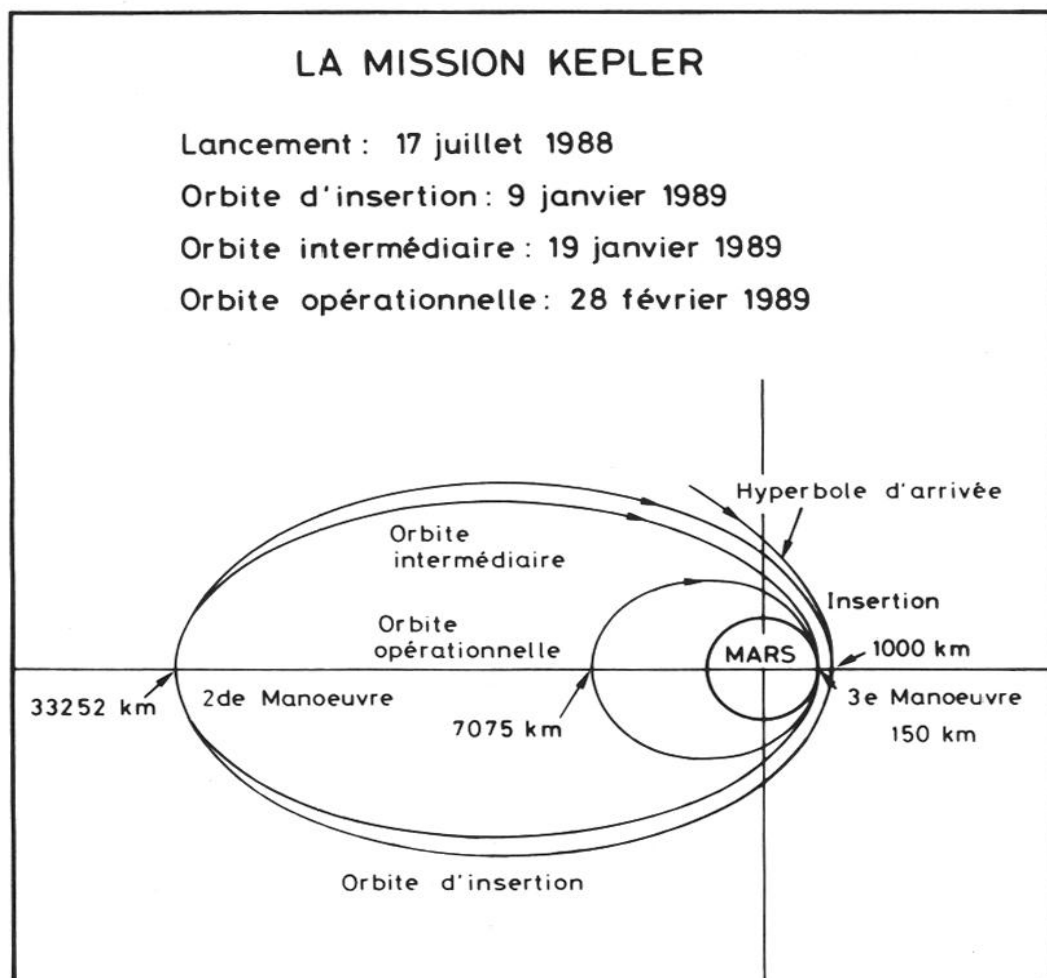 LA MISSION KEPLER
Lancement : 17 juillet 1988
Orbite d'insertion : 9 janvier 1989
Orbite intermédiaire : 19 janvier 1989
Orbite opérationnelle : 28 février 1989
Hyperbole d'arrivée
Orbite
intermédiaire
Insertion
Orbite
opérationnelle
MARS
1000 km
33252 km
2de Manoeuvre
7075 km
3e Manoeuvre
150 km
Orbite d'insertion